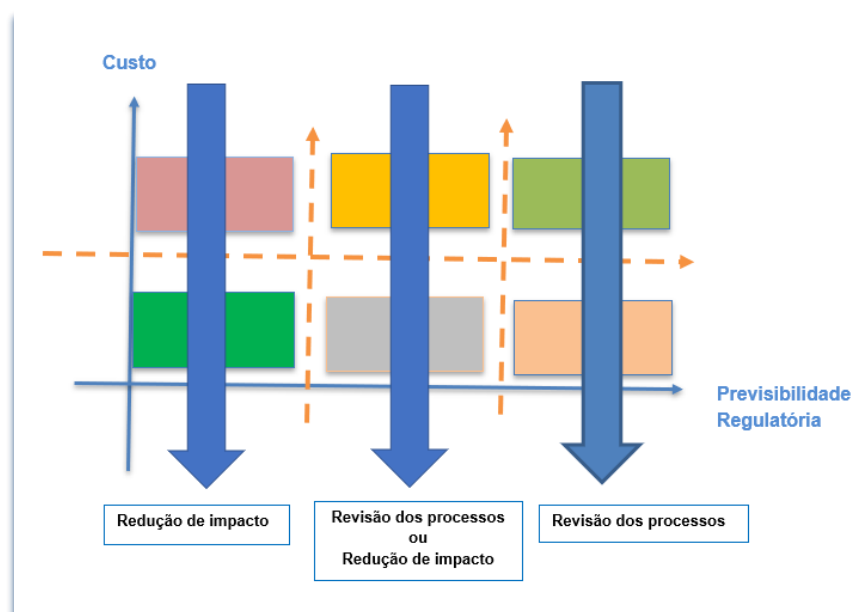 Custo
Previsibilidade
Regulatória
Redução de impacto
Revisão dos processos
ou
Redução de impacto
Revisão dos processos